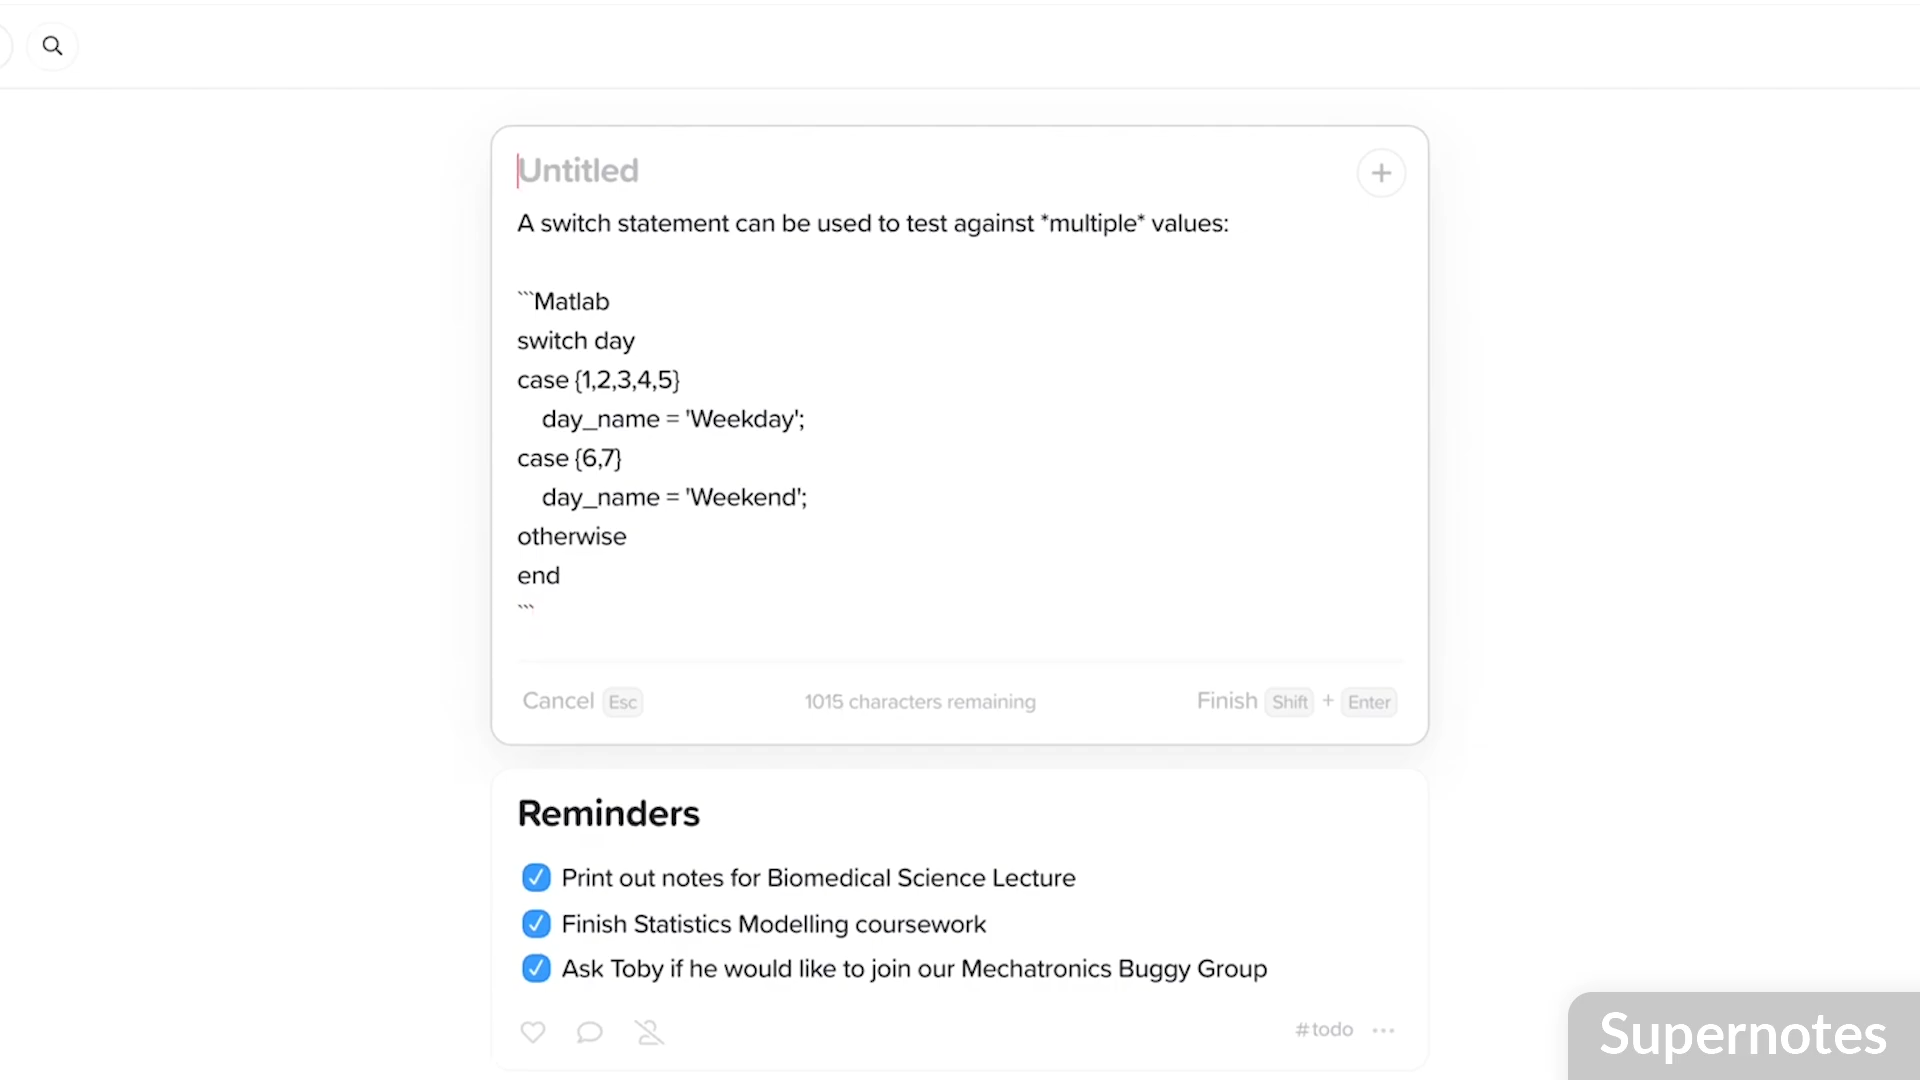 Untitled
A switch statement can be used to test against *multiple* values:
```Matlab
switch day
case {1,2,3,4,5}
    day_name = 'Weekday';
case {6,7}
    day_name = 'Weekend';
otherwise
end
```
Cancel Esc 1015 characters remaining Finish Shift + Enter
Reminders
Print out notes for Biomedical Science Lecture
Finish Statistics Modelling coursework
Ask Toby if he would like to join our Mechatronics Buggy Group
#todo
Supernotes